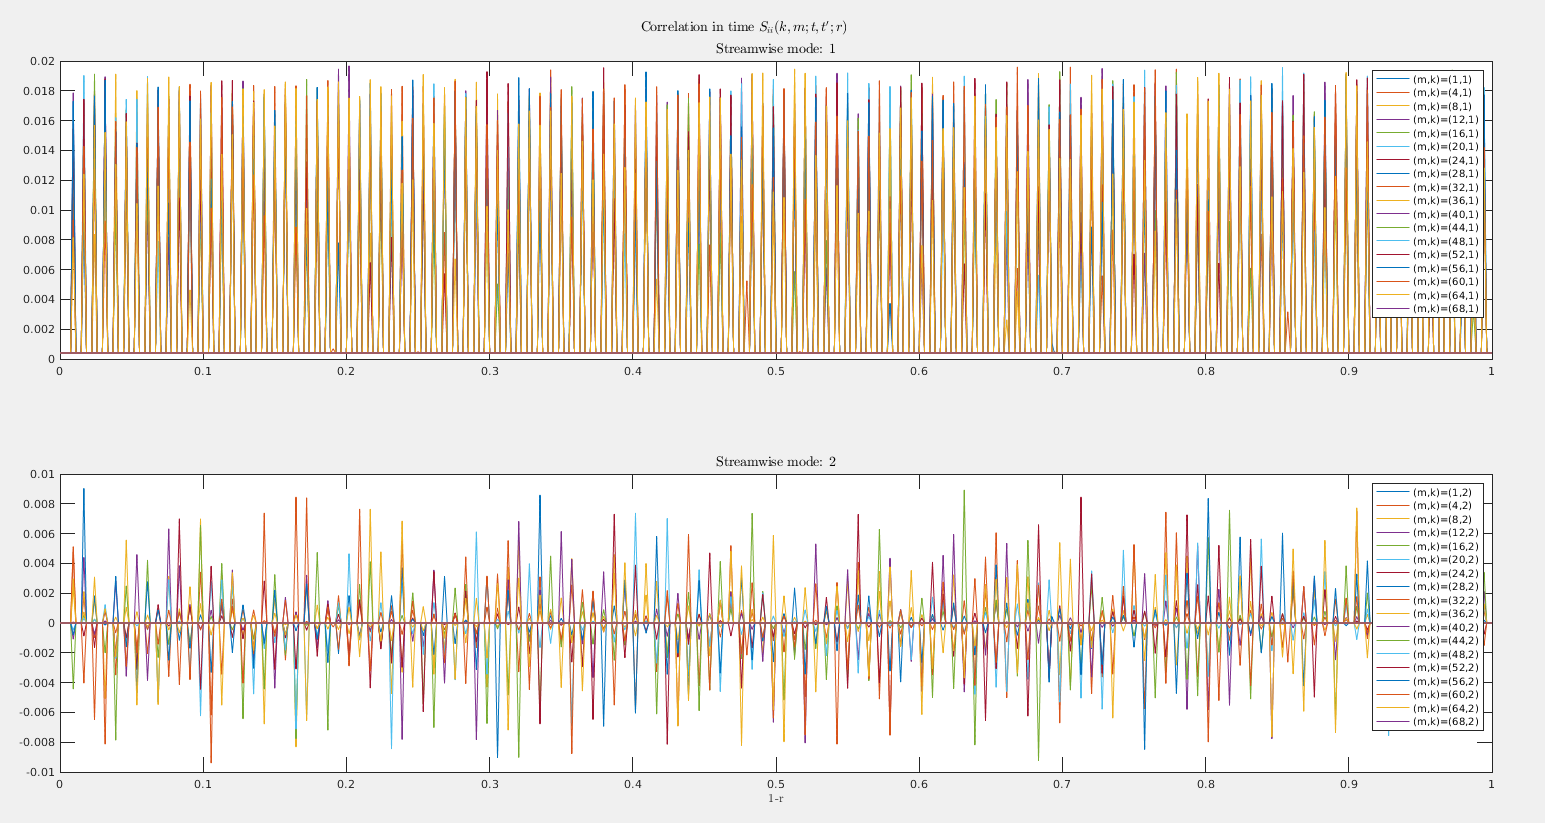 Correlation in time S_ii(k, m; t, t′; r)
Streamwise mode: 1
0.02
0.018
0.016
0.014
0.012
0.01
0.008
0.006
0.004
0.002
0
0 0.1 0.2 0.3 0.4 0.5 0.6 0.7 0.8 0.9 1
(m,k)=(1,1)
(m,k)=(4,1)
(m,k)=(8,1)
(m,k)=(12,1)
(m,k)=(16,1)
(m,k)=(20,1)
(m,k)=(24,1)
(m,k)=(28,1)
(m,k)=(32,1)
(m,k)=(36,1)
(m,k)=(40,1)
(m,k)=(44,1)
(m,k)=(48,1)
(m,k)=(52,1)
(m,k)=(56,1)
(m,k)=(60,1)
(m,k)=(64,1)
(m,k)=(68,1)
Streamwise mode: 2
0.01
0.008
0.006
0.004
0.002
0
-0.002
-0.004
-0.006
-0.008
-0.01
0 0.1 0.2 0.3 0.4 0.5 0.6 0.7 0.8 0.9 1
1-r
(m,k)=(1,2)
(m,k)=(4,2)
(m,k)=(8,2)
(m,k)=(12,2)
(m,k)=(16,2)
(m,k)=(20,2)
(m,k)=(24,2)
(m,k)=(28,2)
(m,k)=(32,2)
(m,k)=(36,2)
(m,k)=(40,2)
(m,k)=(44,2)
(m,k)=(48,2)
(m,k)=(52,2)
(m,k)=(56,2)
(m,k)=(60,2)
(m,k)=(64,2)
(m,k)=(68,2)